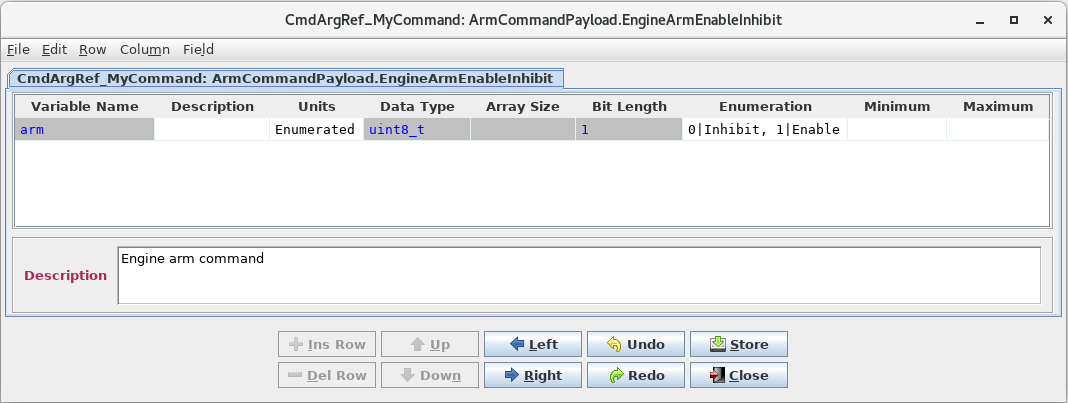 CmdArgRef_MyCommand: ArmCommandPayload.EngineArmEnableInhibit
File Edit Row Column Field
CmdArgRef_MyCommand: ArmCommandPayload.EngineArmEnableInhibit
Variable Name Description Units Data Type Array Size Bit Length Enumeration Minimum Maximum
arm Enumerated uint8_t 1 0|Inhibit, 1|Enable
Description Engine arm command
Ins Row Up Left Undo Store
Del Row Down Right Redo Close